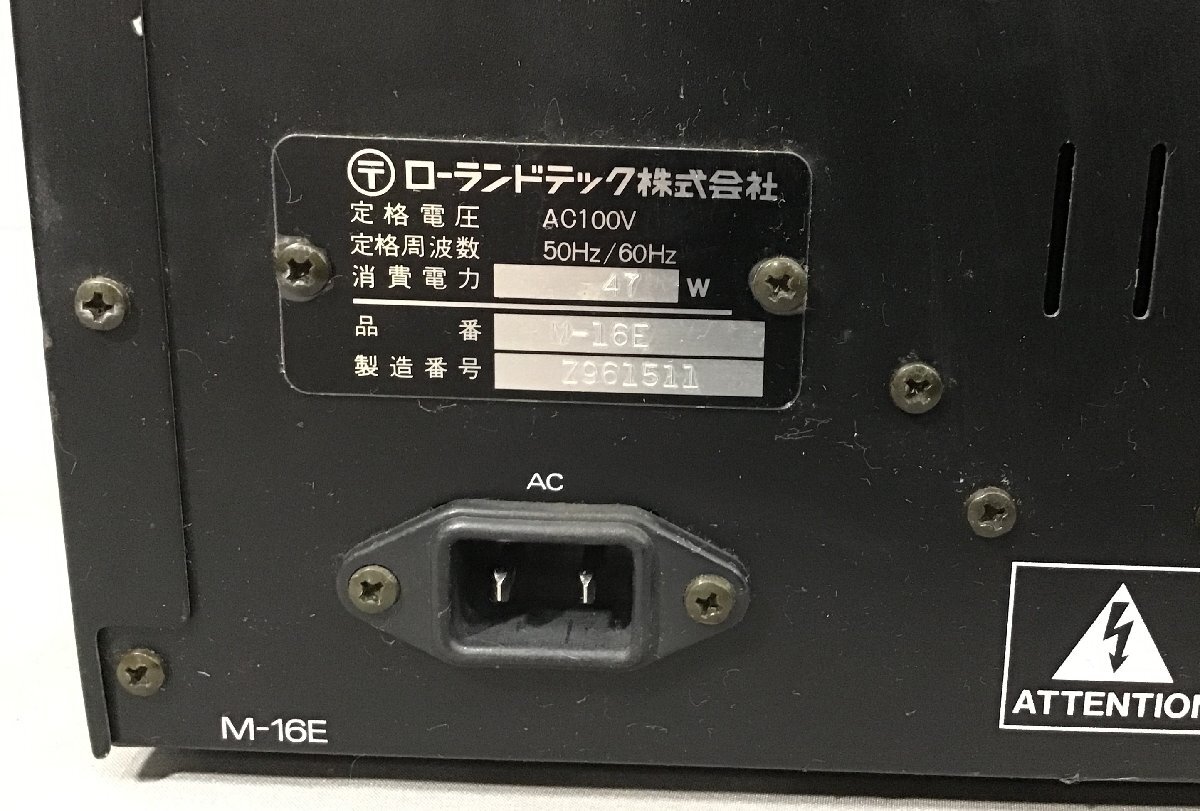 〒 ローランドテック株式会社
定格電圧 AC100V
定格周波数 50Hz/60Hz
消費電力 47 W
品番 M-16E
製造番号 Z961511
AC
M-16E
ATTENTION